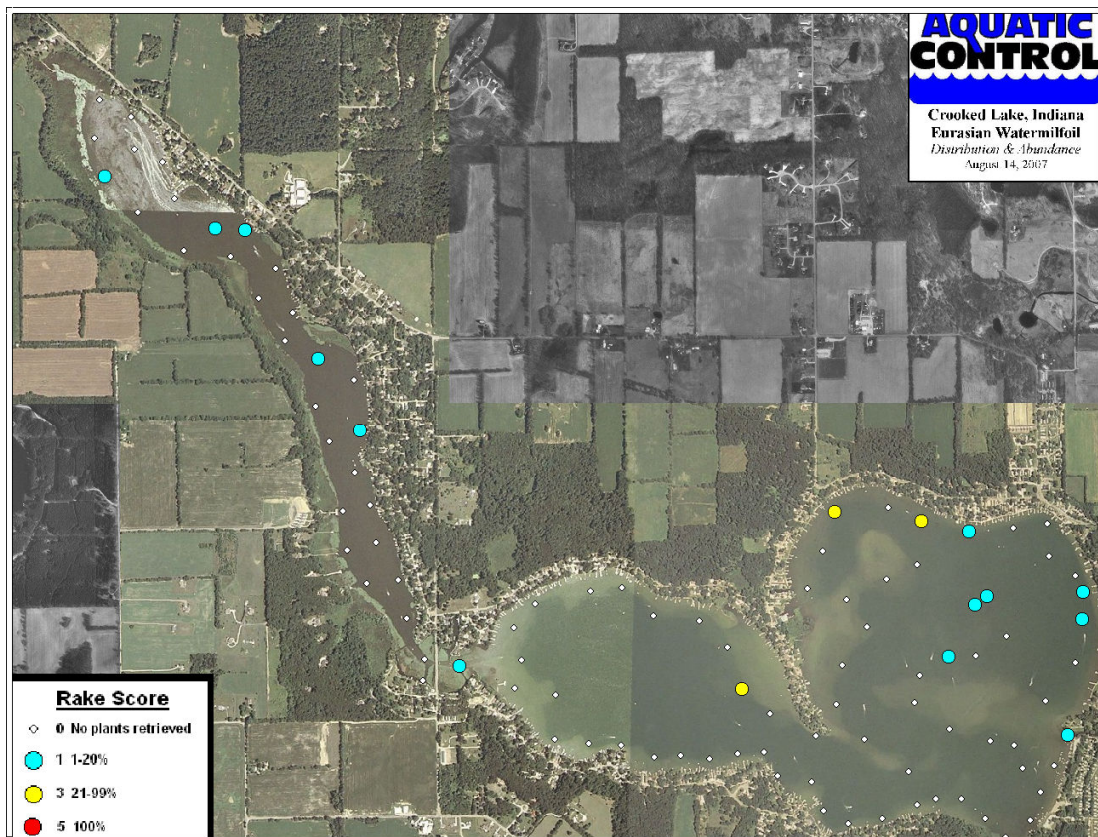 AQUATIC
CONTROL
Crooked Lake, Indiana
Eurasian Watermilfoil
Distribution & Abundance
August 14, 2007
Rake Score
0 No plants retrieved
1 1-20%
3 21-99%
5 100%